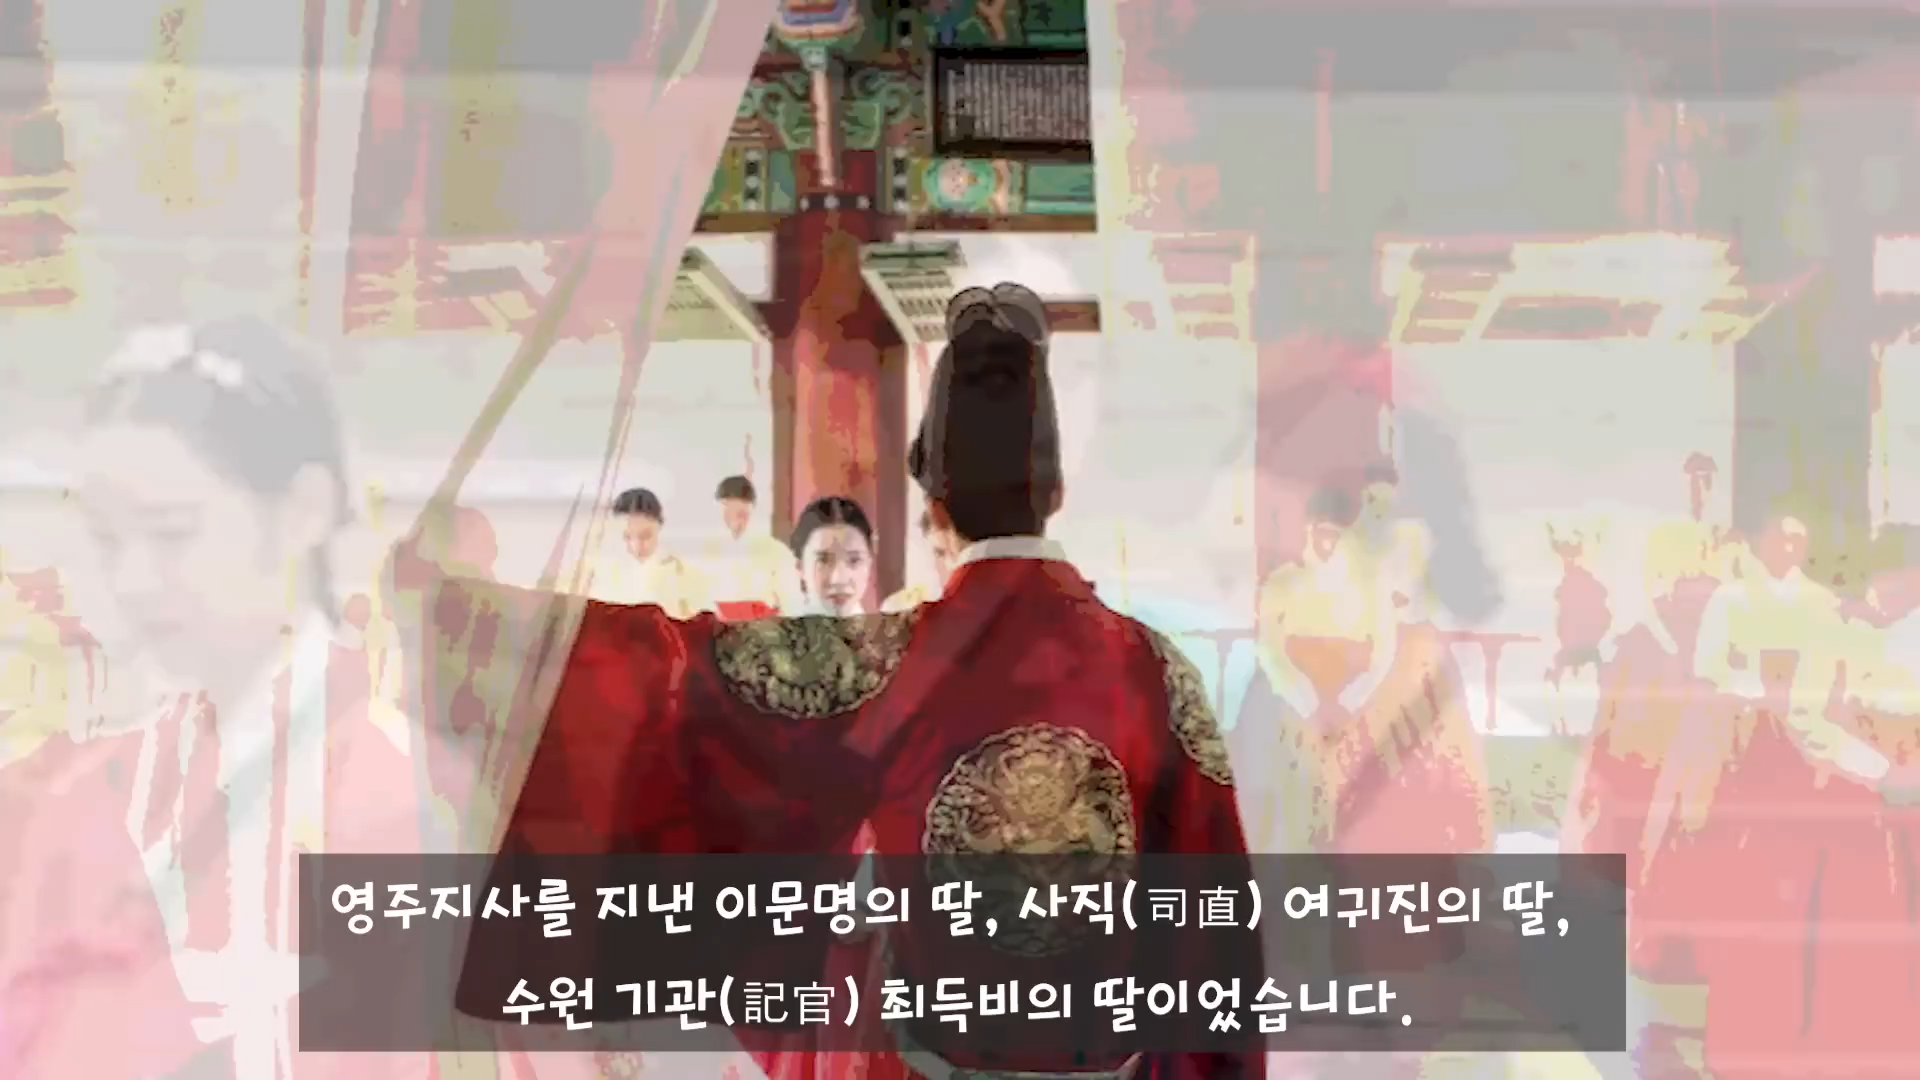 영주지사를 지낸 이문명의 딸, 사직(司直) 여귀진의 딸,
수원 기관(記官) 최득비의 딸이었습니다.